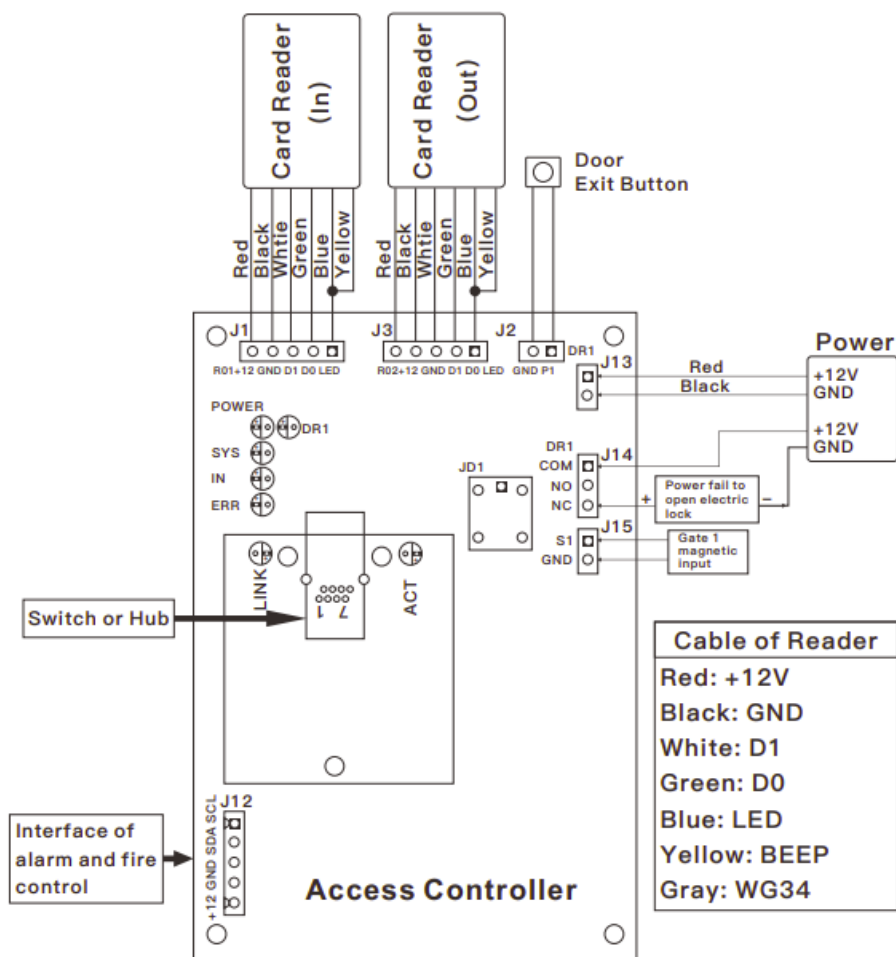 Card Reader
(In)
Card Reader
(Out)
Door
Exit Button
Red
Black
Whtie
Green
Blue
Yellow
Red
Black
Whtie
Green
Blue
Yellow
J1
J3
J2
R01+12 GND D1 D0 LED
R02+12 GND D1 D0 LED
GND P1
DR1
J13
Red
Black
Power
+12V
GND
+12V
GND
POWER
DR1
SYS
IN
ERR
JD1
DR1
J14
COM
NO
NC
+
Power fail to
open electric
lock
−
J15
S1
GND
Gate 1
magnetic
input
LINK
ACT
1 7
Switch or Hub
Cable of Reader
Red: +12V
Black: GND
White: D1
Green: D0
Blue: LED
Yellow: BEEP
Gray: WG34
J12
+12 GND SDA SCL
Interface of
alarm and fire
control
Access Controller